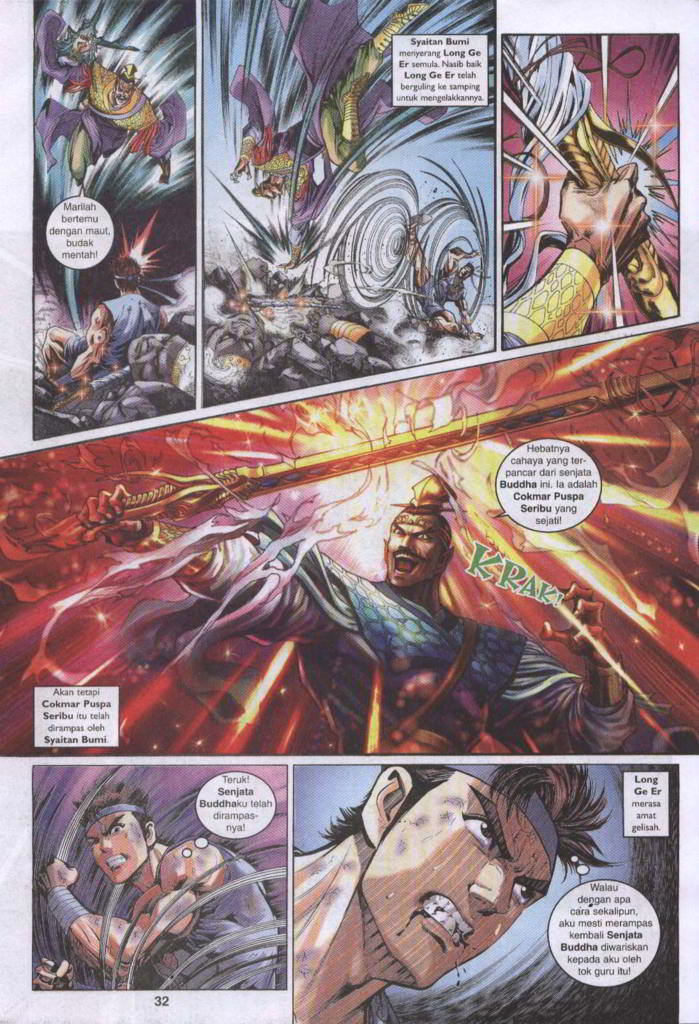 Marilah
bertemu
dengan maut,
budak
mentah!
Syaitan Bumi
menyerang Long Ge
Er semula. Nasib baik
Long Ge Er telah
berguling ke samping
untuk mengelakkannya.
Hebatnya
cahaya yang ter-
pancar dari senjata
Buddha ini. Ia adalah
Cokmar Puspa
Seribu yang
sejati!
KRAK!
Akan tetapi
Cokmar Puspa
Seribu itu telah
dirampas oleh
Syaitan Bumi.
Teruk!
Senjata
Buddhaku telah
dirampas-
nya!
Long
Ge Er
merasa
amat
gelisah.
Walau
dengan apa
cara sekalipun,
aku mesti merampas
kembali Senjata
Buddha diwariskan
kepada aku oleh
tok guru itu!
32